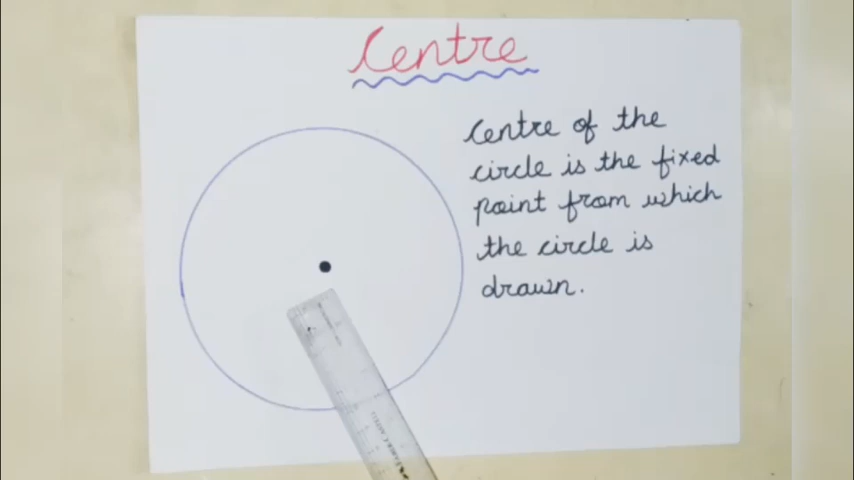 Centre
Centre of the
circle is the fixed
point from which
the circle is
drawn.